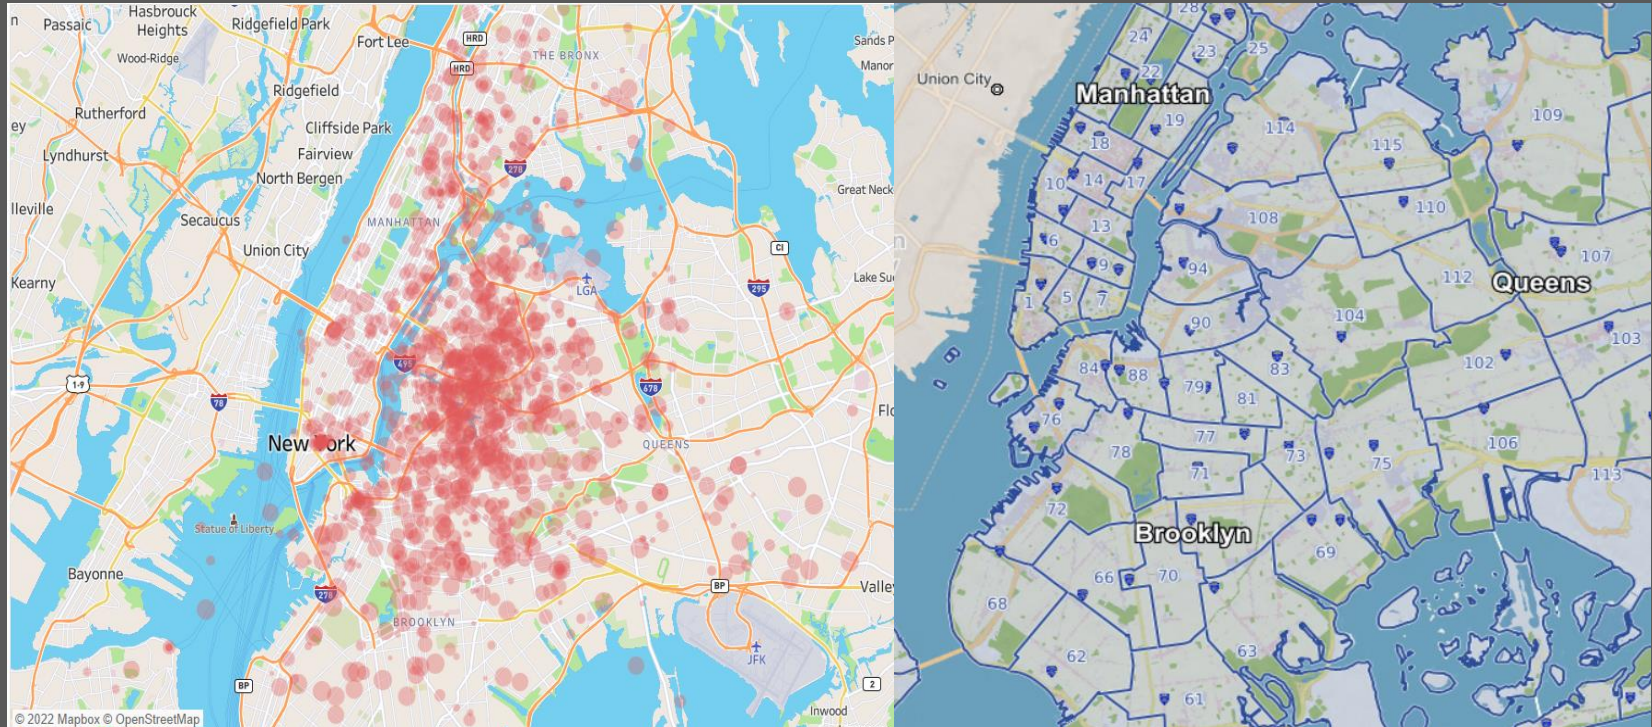 n
Passaic
Hasbrouck
Heights
Ridgefield Park
Fort Lee
HRD
THE BRONX
Sands P
Manor
Wood-Ridge
HRD
Ridgefield
Rutherford
ey
Cliffside Park
Lyndhurst
Fairview
North Bergen
278
Great Neck
lleville
Secaucus
MANHATTAN
Union City
CI
Kearny
LGA
295
Lake Suc
495
1-9
78
678
Flo
New York
QUEENS
Statue of Liberty
Bayonne
278
BP
Valley
BROOKLYN
JFK
BP
2
Inwood
© 2022 Mapbox © OpenStreetMap
28
24
23
25
Union City
22
Manhattan
19
114
109
18
115
10
14
17
110
108
13
6
107
9
94
112
Queens
1
5
7
104
90
103
102
84
88
83
79
81
76
77
106
78
73
75
71
113
72
Brooklyn
69
66
70
68
62
63
61